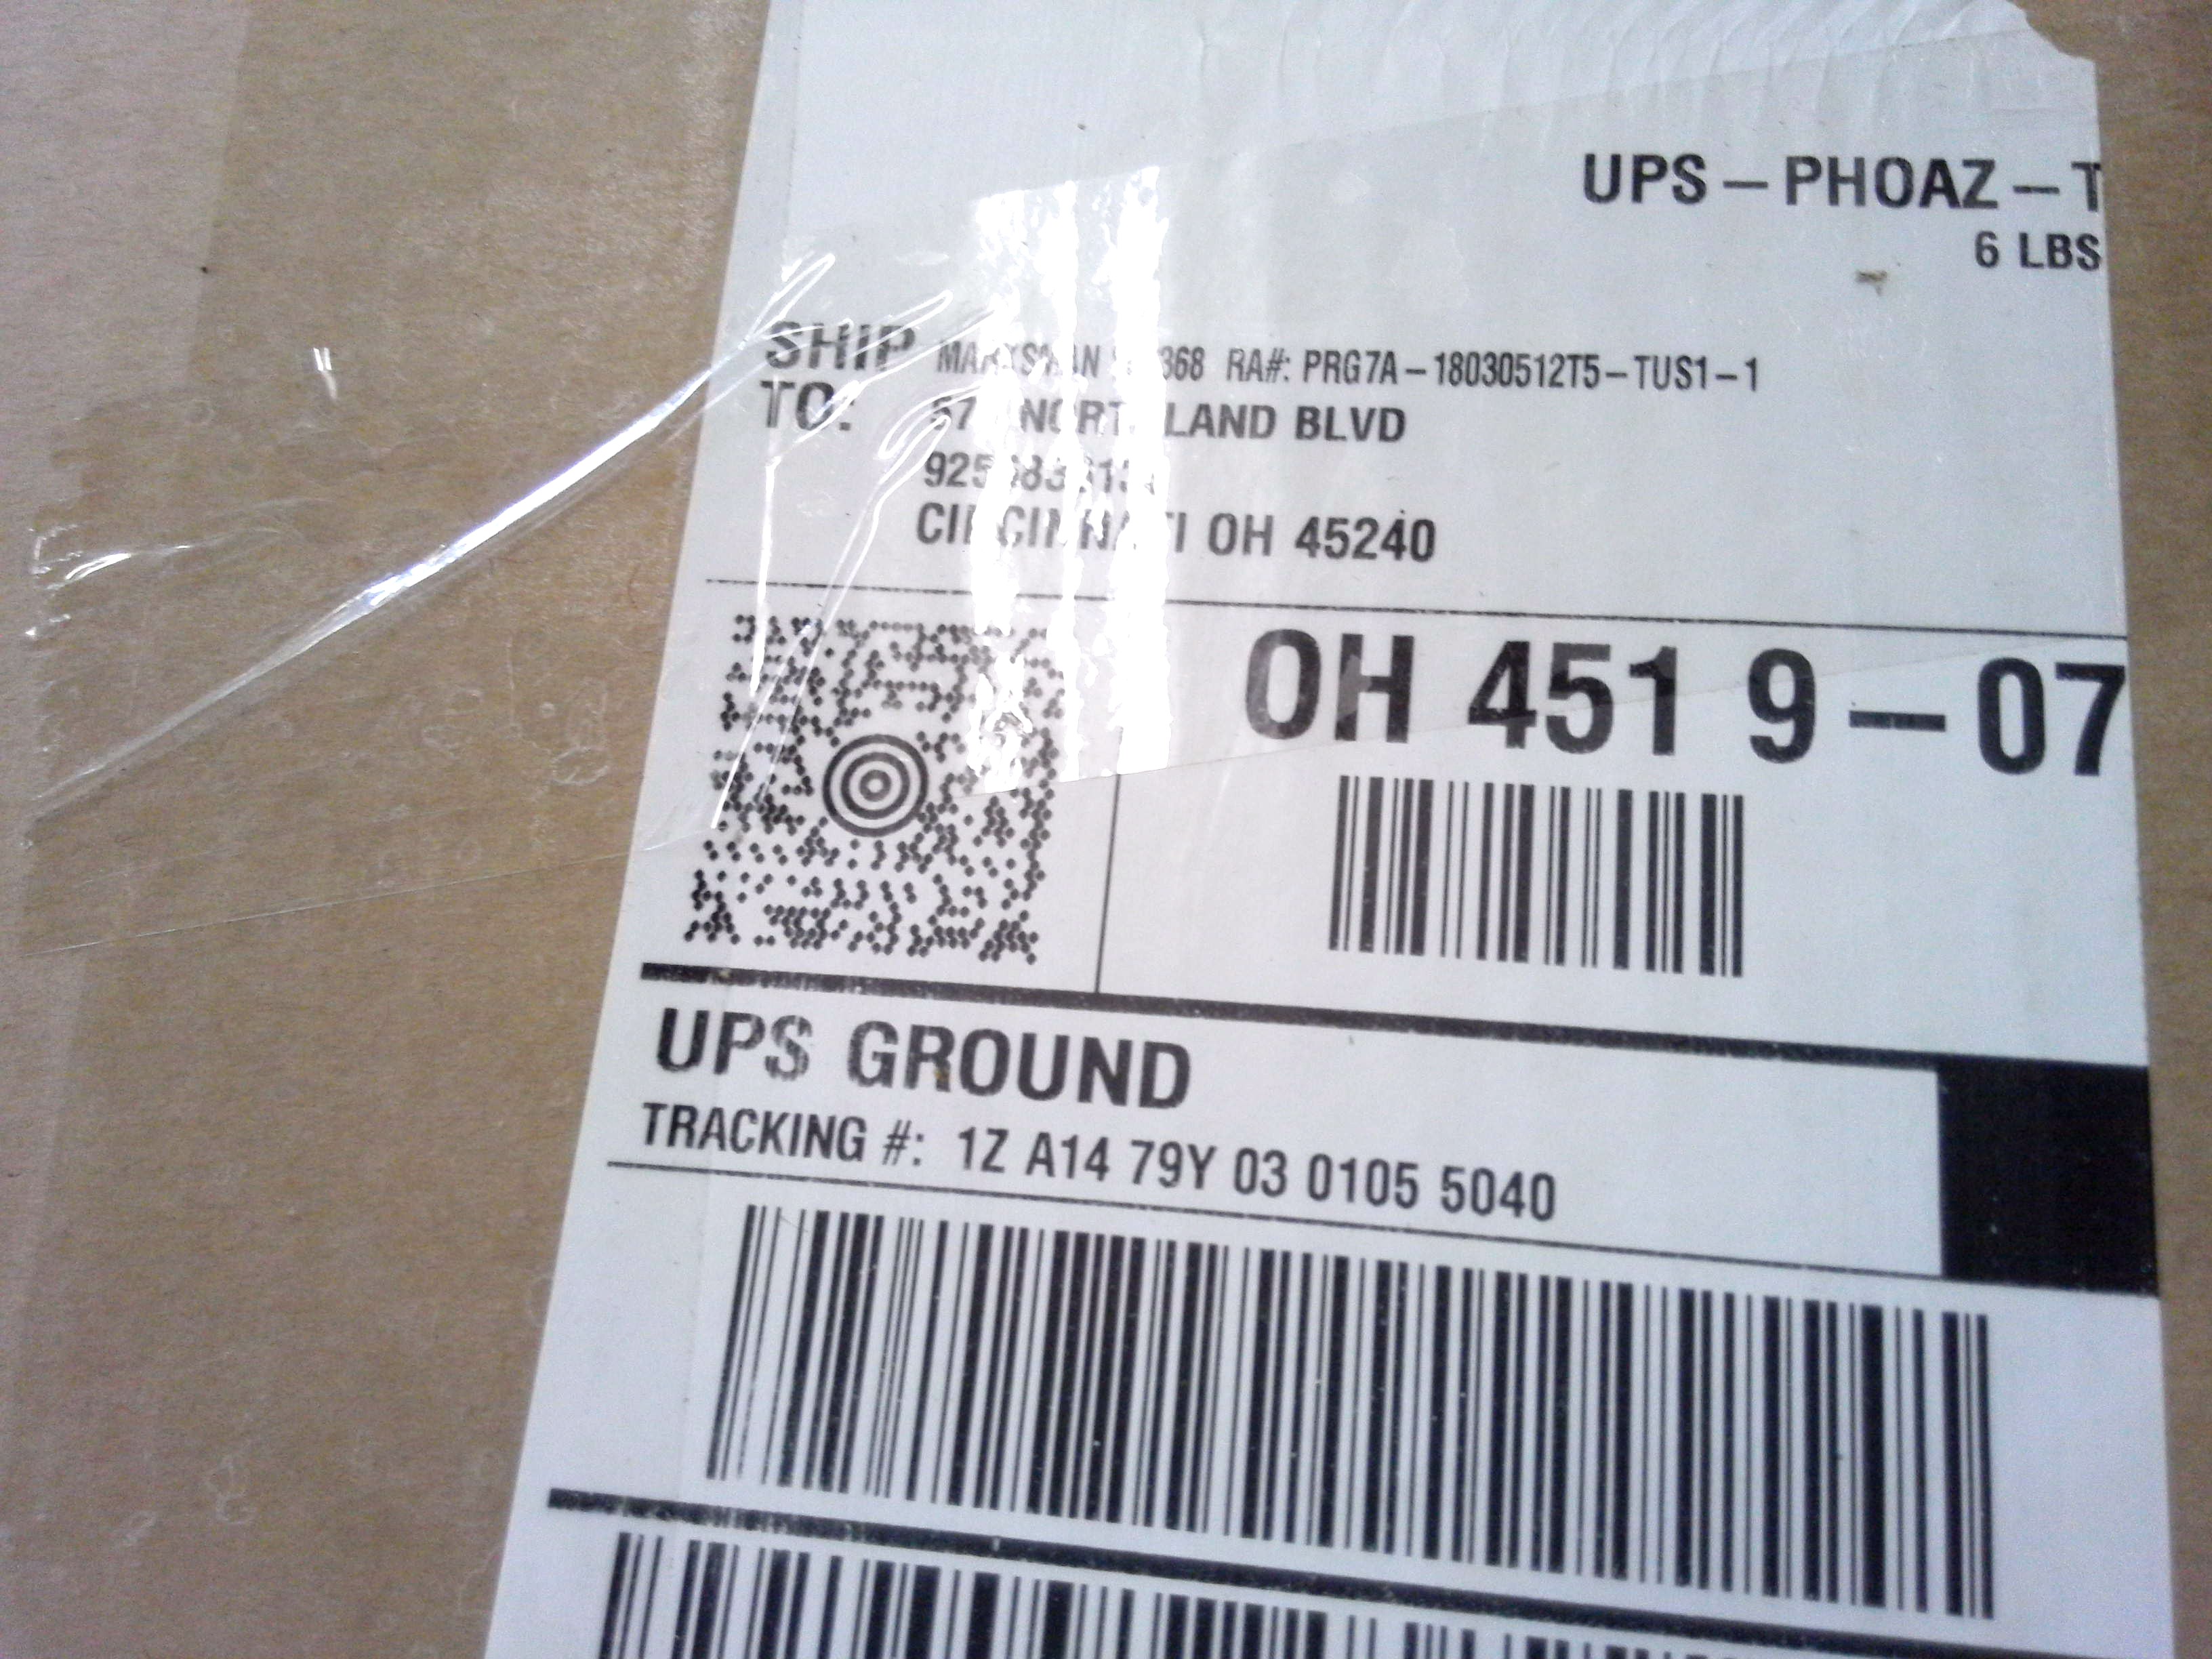 UPS – PHOAZ – T
6 LBS
SHIP TO:
RA#: PRG7A – 18030512T5 – TUS1 – 1
BLVD
CINCINNATI OH 45240
OH 451 9 – 07
UPS GROUND
TRACKING #: 1Z A14 79Y 03 0105 5040